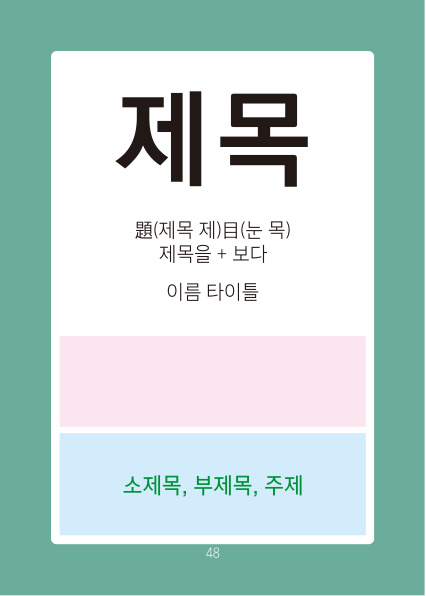 제목
題(제목 제)目(눈 목)
제목을 + 보다
이름 타이틀
소제목, 부제목, 주제
48